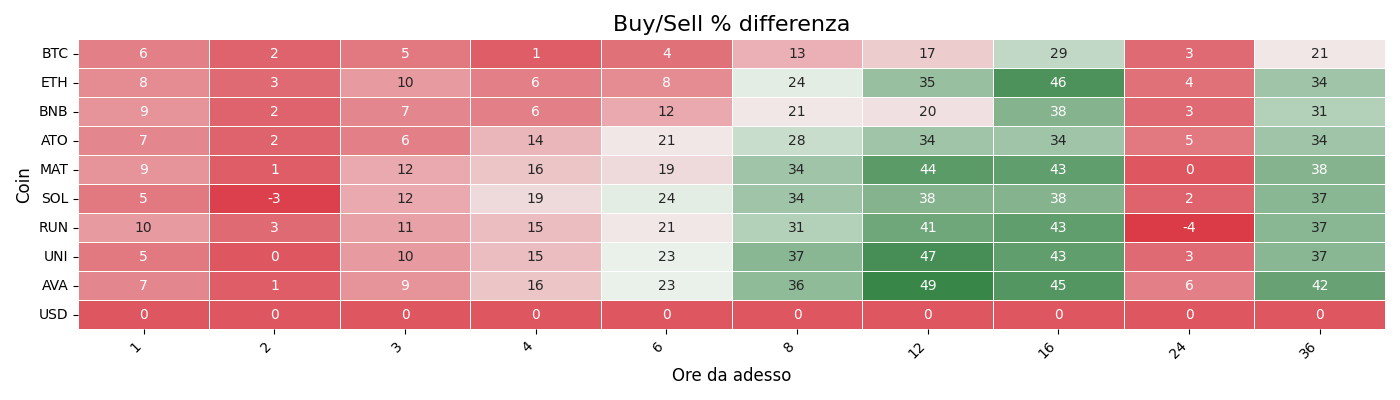 Buy/Sell % differenza
Coin
BTC 6 2 5 1 4 13 17 29 3 21
ETH 8 3 10 6 8 24 35 46 4 34
BNB 9 2 7 6 12 21 20 38 3 31
ATO 7 2 6 14 21 28 34 34 5 34
MAT 9 1 12 16 19 34 44 43 0 38
SOL 5 -3 12 19 24 34 38 38 2 37
RUN 10 3 11 15 21 31 41 43 -4 37
UNI 5 0 10 15 23 37 47 43 3 37
AVA 7 1 9 16 23 36 49 45 6 42
USD 0 0 0 0 0 0 0 0 0 0
1 2 3 4 6 8 12 16 24 36
Ore da adesso